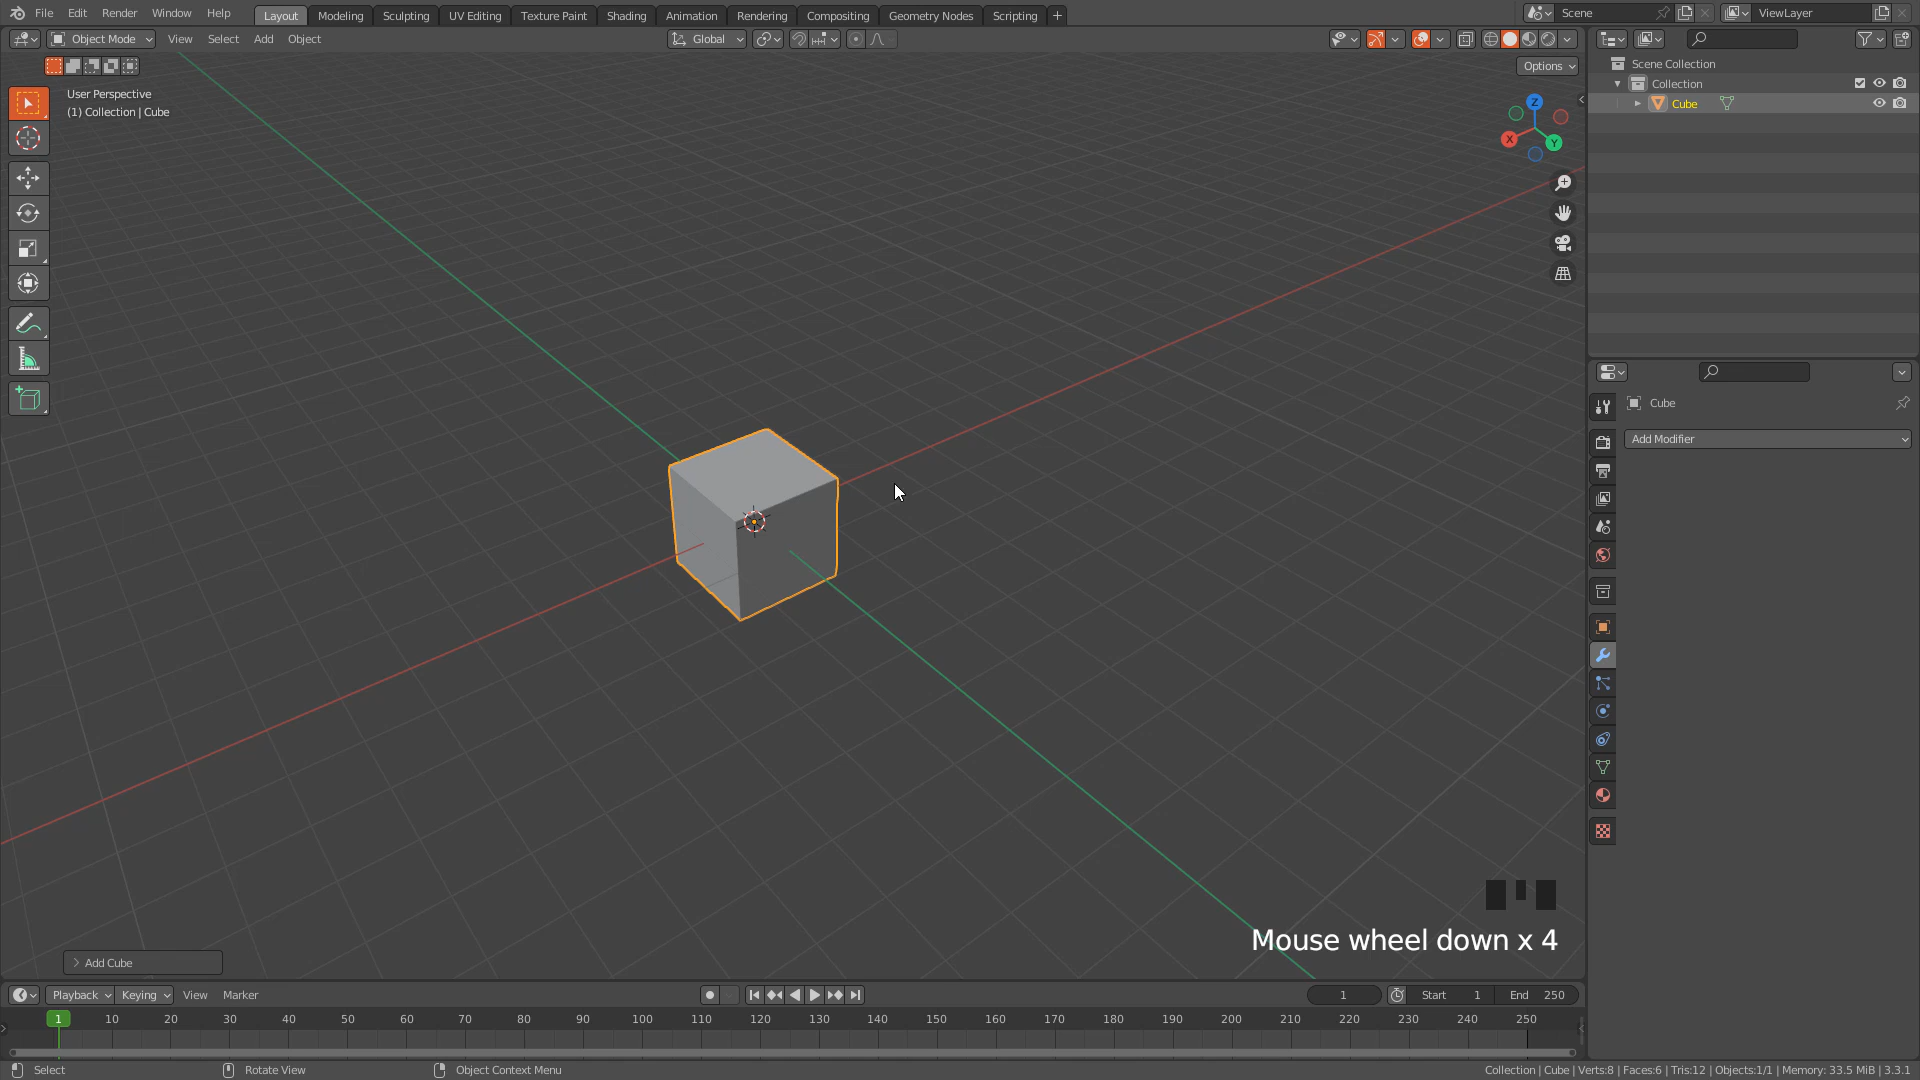 File Edit Render Window Help
Layout Modeling Sculpting UV Editing Texture Paint Shading Animation Rendering Compositing Geometry Nodes Scripting +
Scene
ViewLayer
Object Mode View Select Add Object
Global
Options
User Perspective
(1) Collection | Cube
Z
X
Y
Scene Collection
Collection
Cube
Cube
Add Modifier
Mouse wheel down x 4
Add Cube
Playback Keying View Marker
1
Start 1
End 250
1 10 20 30 40 50 60 70 80 90 100 110 120 130 140 150 160 170 180 190 200 210 220 230 240 250
Select
Rotate View
Object Context Menu
Collection | Cube | Verts:8 | Faces:6 | Tris:12 | Objects:1/1 | Memory: 33.5 MiB | 3.3.1